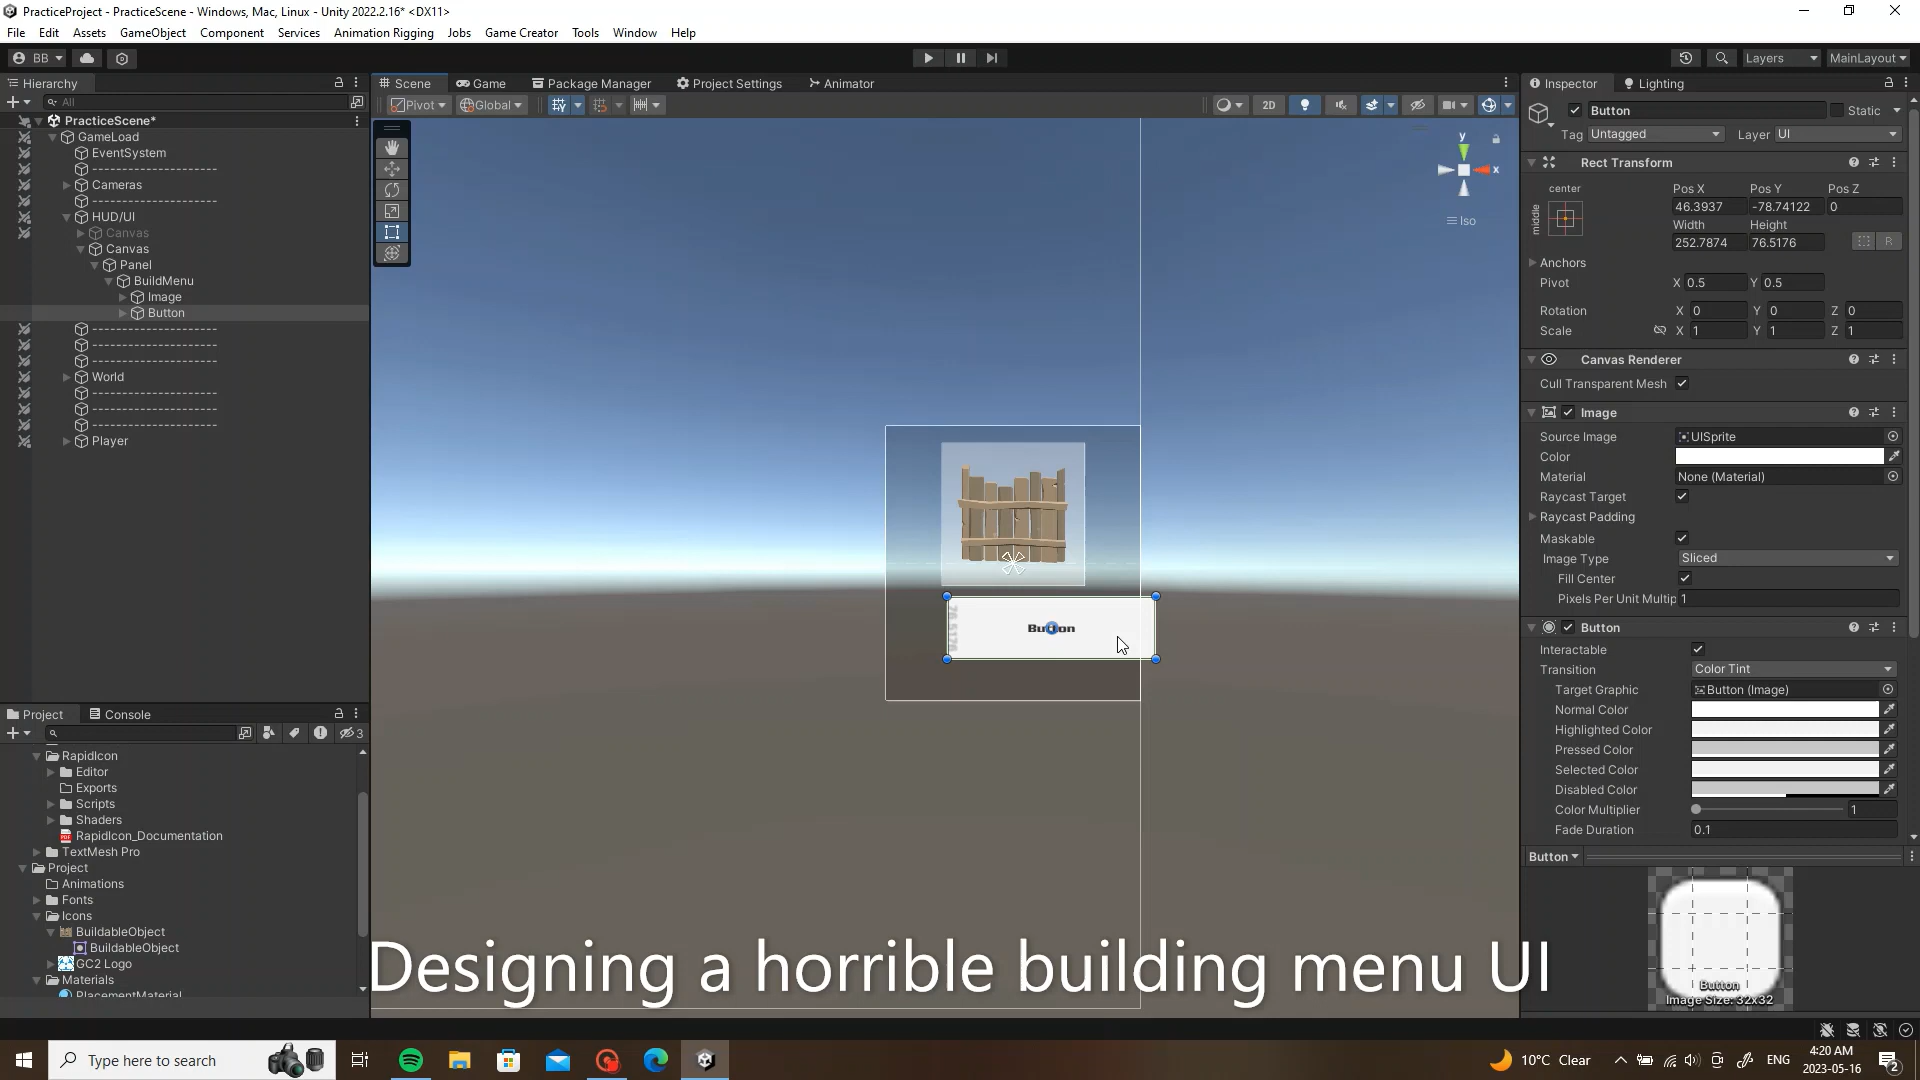 PracticeProject - PracticeScene - Windows, Mac, Linux - Unity 2022.2.16* <DX11>
File Edit Assets GameObject Component Services Animation Rigging Jobs Game Creator Tools Window Help
BB Layers MainLayout
Hierarchy Scene Game Package Manager Project Settings Animator Inspector Lighting
All Pivot Global 2D
PracticeScene*
GameLoad
EventSystem
----------------------
Cameras
----------------------
HUD/UI
Canvas
Canvas
Panel
BuildMenu
Image
Button
----------------------
----------------------
----------------------
World
----------------------
----------------------
----------------------
Player
y
x
Iso
76.5176
Button
Button Static
Tag Untagged Layer UI
Rect Transform
center Pos X Pos Y Pos Z
middle 46.3937 -78.74122 0
Width Height
252.7874 76.5176 R
Anchors
Pivot X 0.5 Y 0.5
Rotation X 0 Y 0 Z 0
Scale X 1 Y 1 Z 1
Canvas Renderer
Cull Transparent Mesh
Image
Source Image UISprite
Color
Material None (Material)
Raycast Target
Raycast Padding
Maskable
Image Type Sliced
Fill Center
Pixels Per Unit Multip 1
Button
Interactable
Transition Color Tint
Target Graphic Button (Image)
Normal Color
Highlighted Color
Pressed Color
Selected Color
Disabled Color
Color Multiplier 1
Fade Duration 0.1
Button
Button
Image Size: 32x32
Project Console
3
RapidIcon
Editor
Exports
Scripts
Shaders
RapidIcon_Documentation
TextMesh Pro
Project
Animations
Fonts
Icons
BuildableObject
BuildableObject
GC2 Logo
Materials
PlacementMaterial
Designing a horrible building menu UI
Type here to search 10°C Clear ENG 4:20 AM
2023-05-16 2